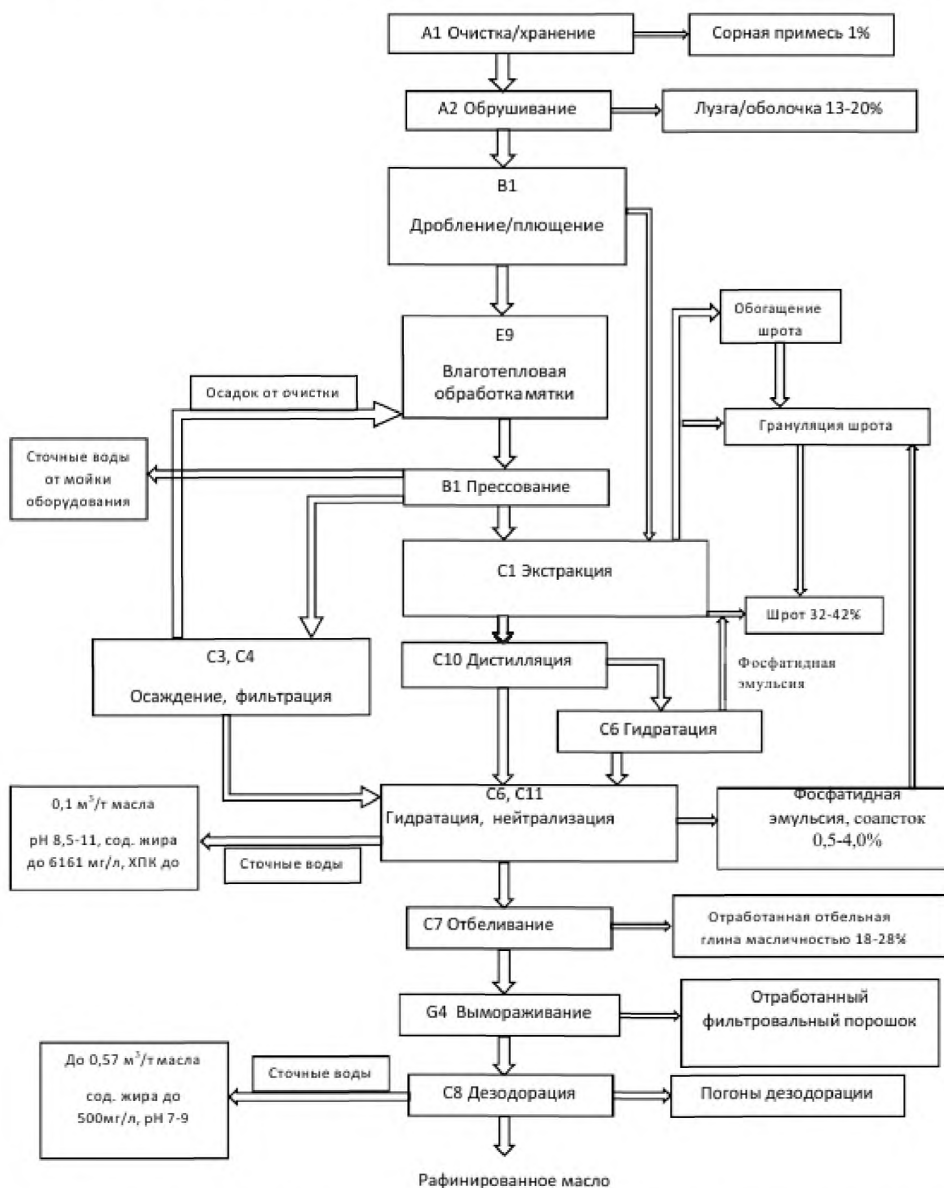 А1 Очистка/хранение
Сорная примесь 1%
А2 Обрушивание
Лузга/оболочка 13-20%
В1
Дробление/плющение
Е9
Влаготепловая
обработка мятки
Обогащение
шрота
Осадок от очистки
Грануляция шрота
Сточные воды
от мойки
оборудования
В1 Прессование
С1 Экстракция
Шрот 32-42%
С3, С4
Осаждение, фильтрация
С10 Дистилляция
Фосфатидная
эмульсия
С6 Гидратация
0,1 м³/т масла
рН 8,5-11, сод. жира
до 6161 мг/л, ХПК до
Сточные воды
С6, С11
Гидратация, нейтрализация
Фосфатидная
эмульсия, соапсток
0,5-4,0%
С7 Отбеливание
Отработанная отбельная
глина масличностью 18-28%
G4 Вымораживание
Отработанный
фильтровальный порошок
До 0,57 м³/т масла
сод. жира до
500мг/л, рН 7-9
Сточные воды
С8 Дезодорация
Погоны дезодорации
Рафинированное масло